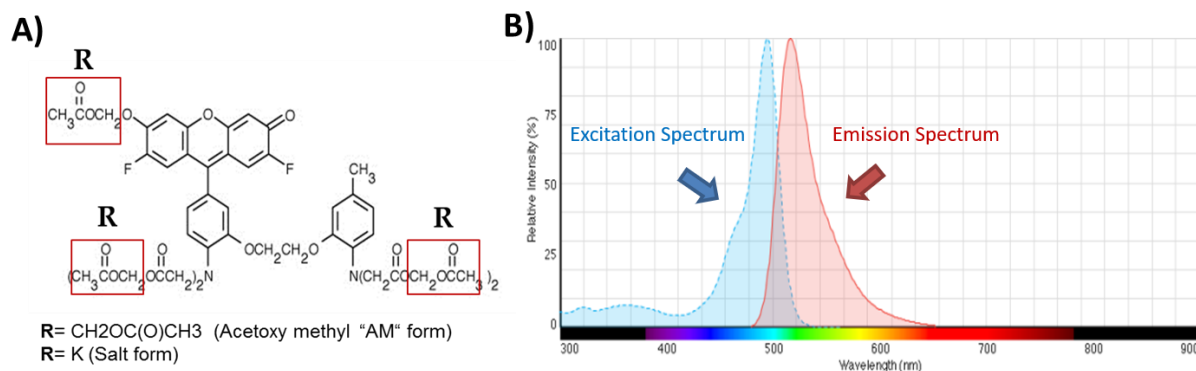 A)
R
O
CH3COCH2O
O
O
F
F
CH3
R
R
O
O
(CH3COCH2OCCH2)2N
OCH2CH2O
O
O
N(CH2COCH2OCCH3)2
R= CH2OC(O)CH3 (Acetoxy methyl “AM“ form)
R= K (Salt form)
B)
100
75
50
25
0
Relative Intensity (%)
Excitation Spectrum
Emission Spectrum
300 400 500 600 700 800 900
Wavelength (nm)